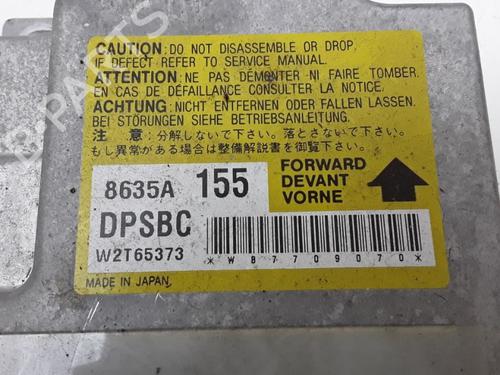 CAUTION: DO NOT DISASSEMBLE OR DROP.
IF DEFECT REFER TO SERVICE MANUAL.
ATTENTION: NE PAS DÉMONTER NI FAIRE TOMBER.
EN CAS DE DÉFAILLANCE CONSULTER LA NOTICE.
ACHTUNG: NICHT ENTFERNEN ODER FALLEN LASSEN.
BEI STÖRUNGEN SIEHE BETRIEBSANLEITUNG.
注 意 :分解しないで下さい。落とさないで下さい。
もし異常がある場合は整備解説書を御覧下さい。
8635A 155
DPSBC
W2T65373
FORWARD
DEVANT
VORNE
*W87709070*
MADE IN JAPAN.
B-PARTS